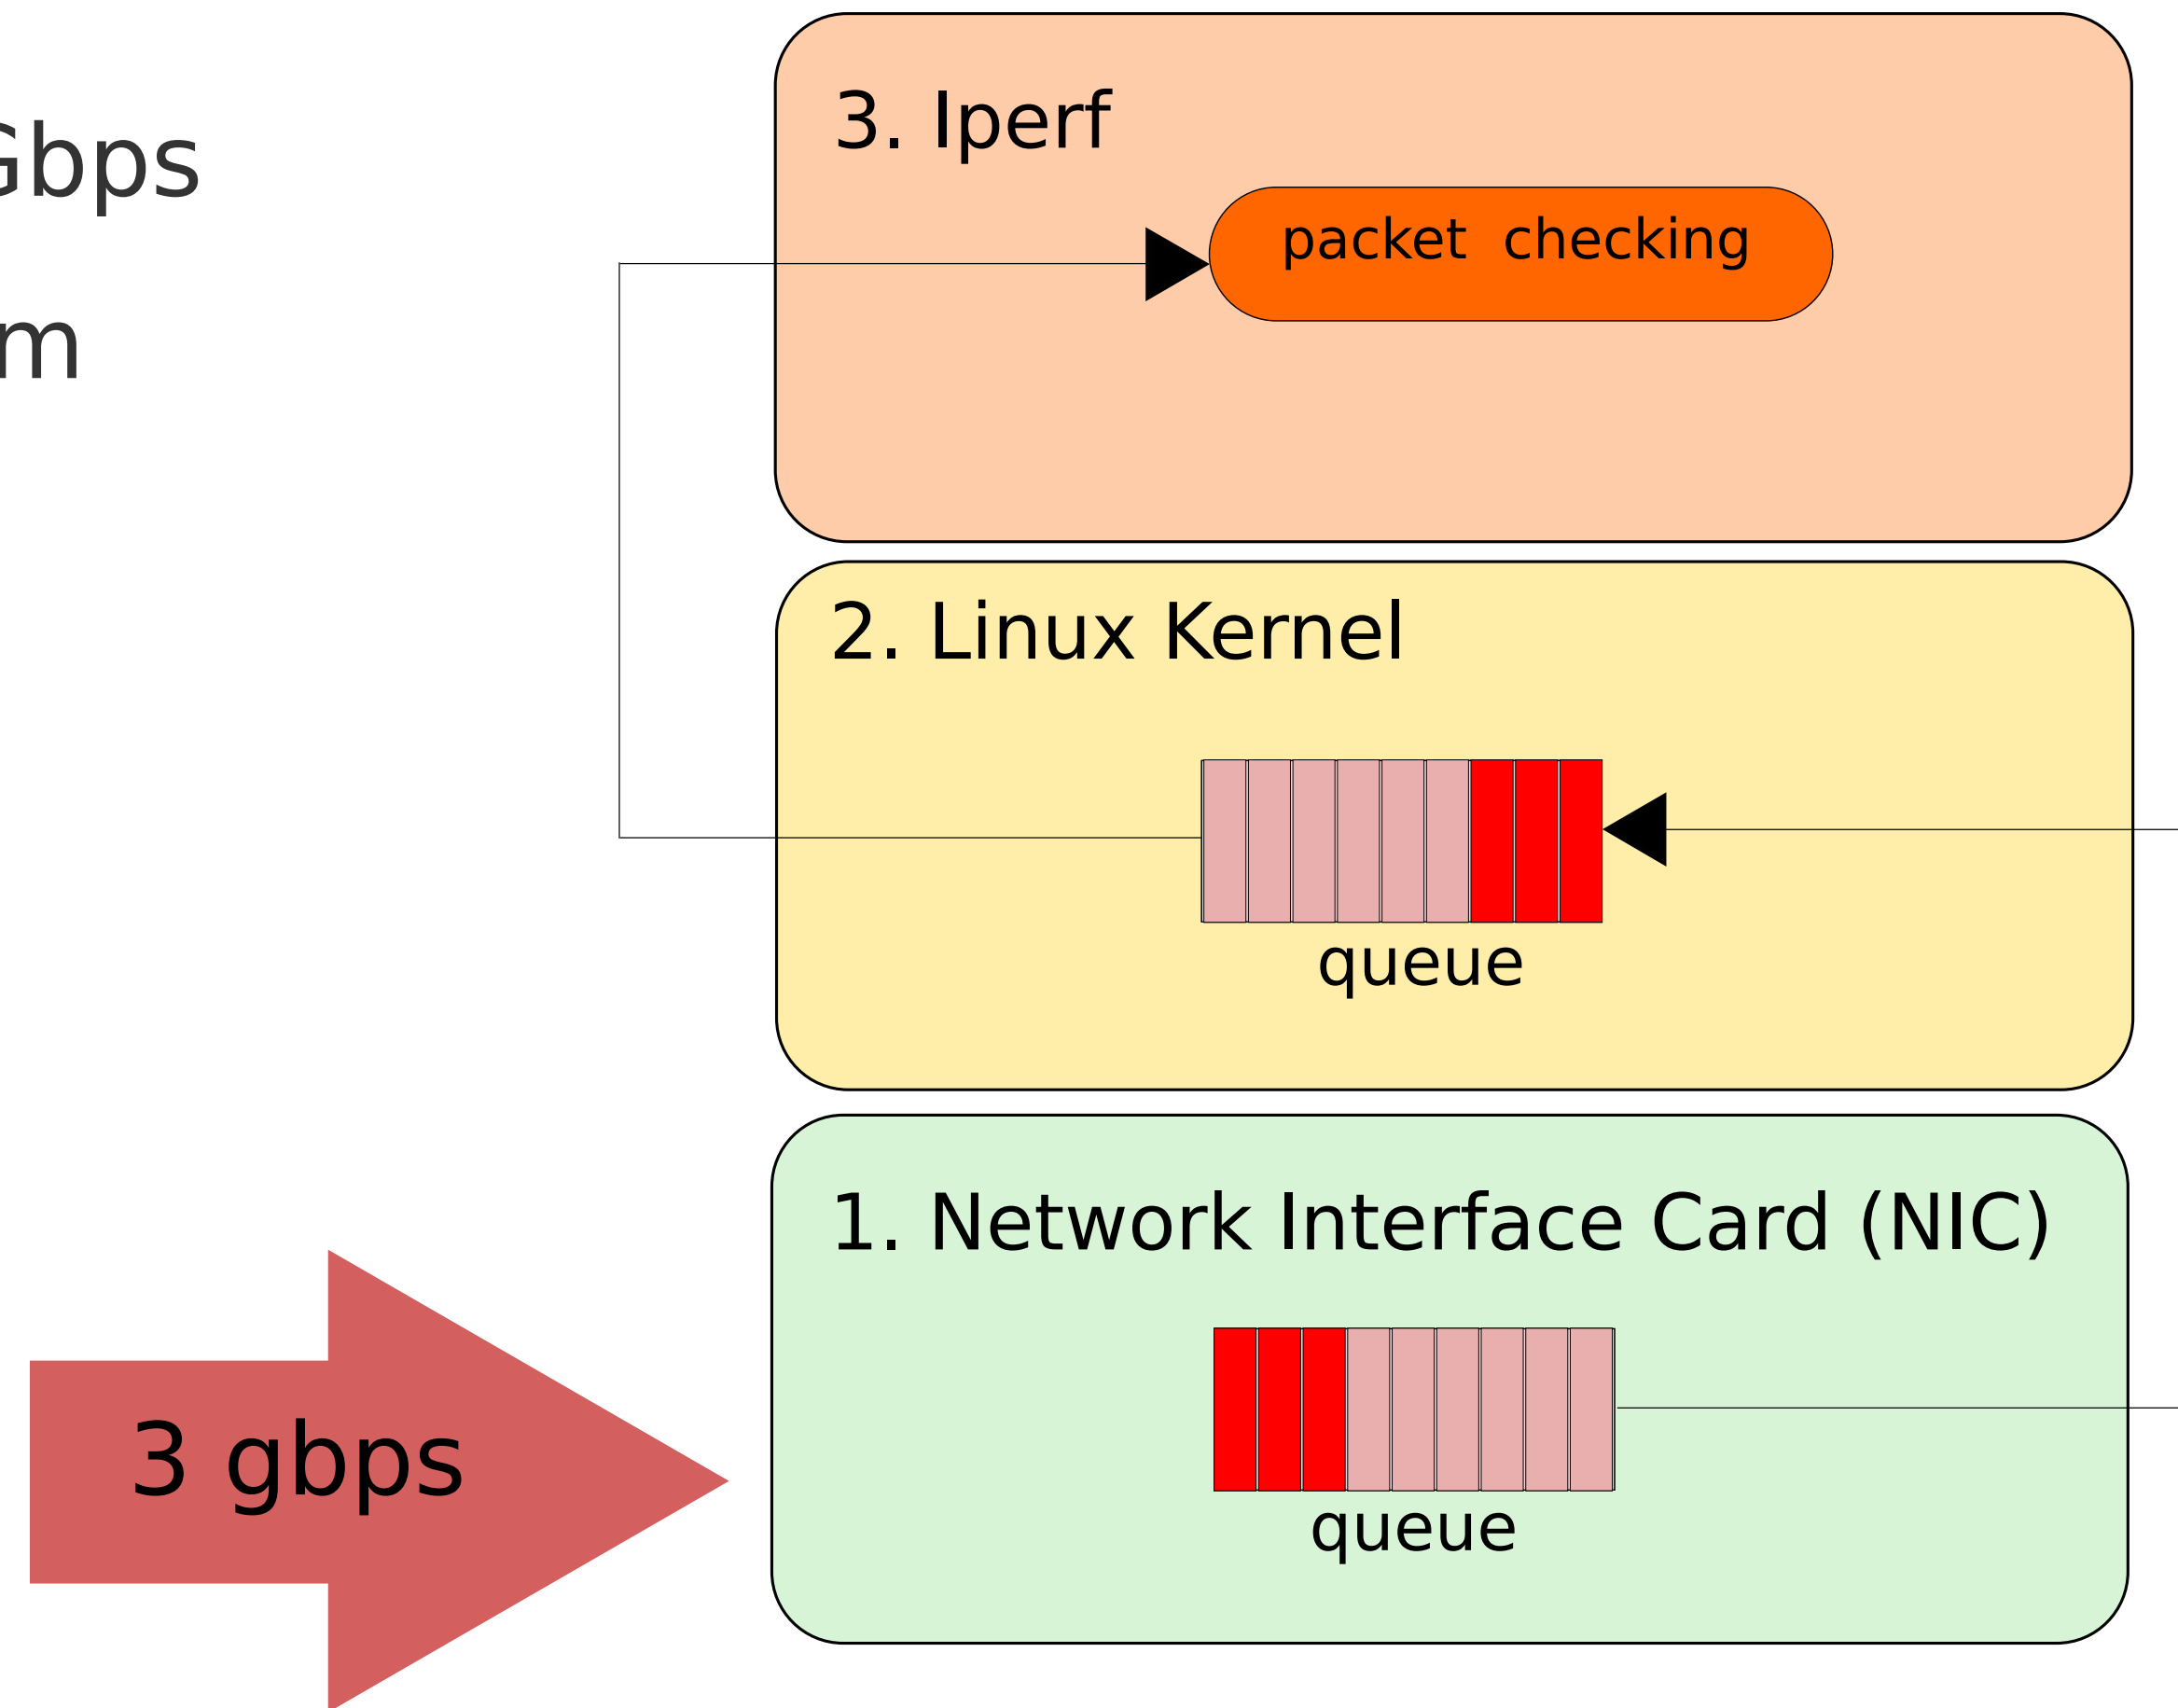 Gbps
m
3. Iperf
packet checking
2. Linux Kernel
queue
1. Network Interface Card (NIC)
3 gbps
queue